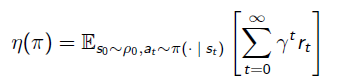 η(π) = 𝔼_{s_0∼ρ_0, a_t∼π(· | s_t)} [ ∑_{t=0}^{∞} γ^t r_t ]